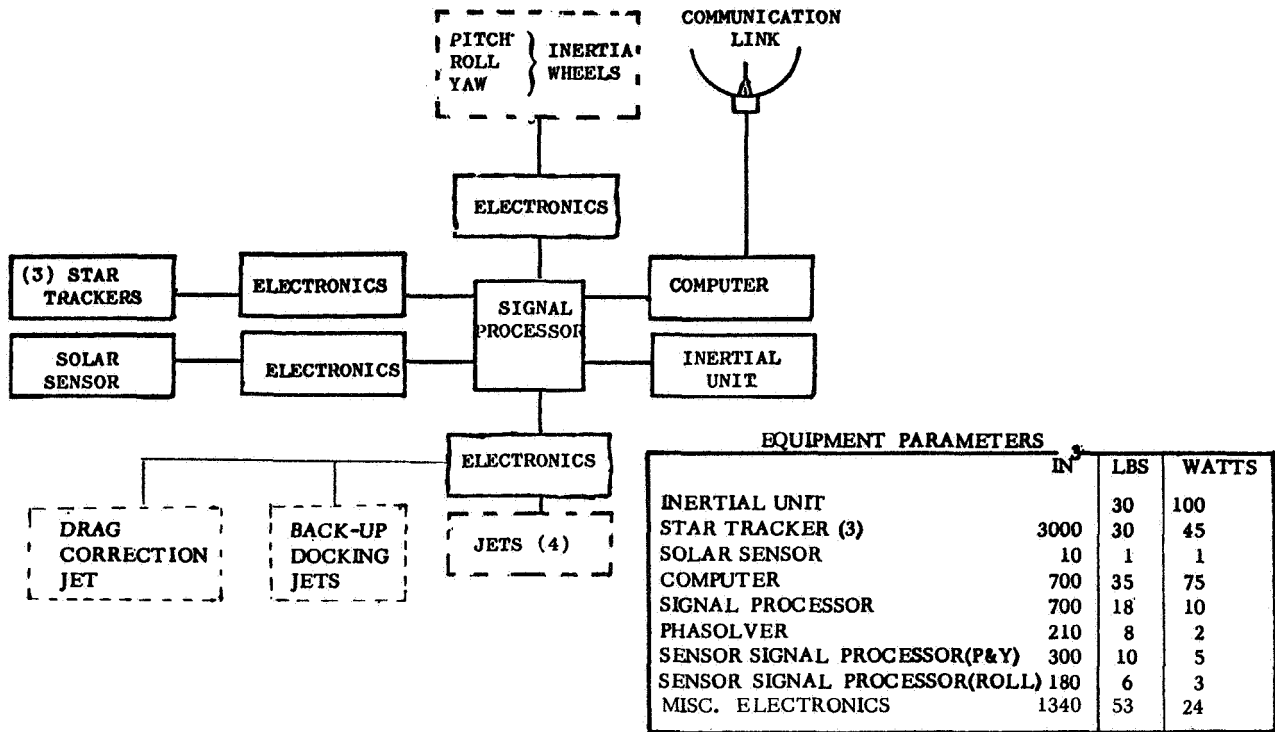 PITCH
ROLL
YAW
INERTIA
WHEELS
COMMUNICATION
LINK
ELECTRONICS
(3) STAR
TRACKERS
ELECTRONICS
SIGNAL
PROCESSOR
COMPUTER
SOLAR
SENSOR
ELECTRONICS
INERTIAL
UNIT
ELECTRONICS
DRAG
CORRECTION
JET
BACK-UP
DOCKING
JETS
JETS (4)
EQUIPMENT PARAMETERS
IN³ LBS WATTS
INERTIAL UNIT 30 100
STAR TRACKER (3) 3000 30 45
SOLAR SENSOR 10 1 1
COMPUTER 700 35 75
SIGNAL PROCESSOR 700 18 10
PHASOLVER 210 8 2
SENSOR SIGNAL PROCESSOR(P&Y) 300 10 5
SENSOR SIGNAL PROCESSOR(ROLL) 180 6 3
MISC. ELECTRONICS 1340 53 24